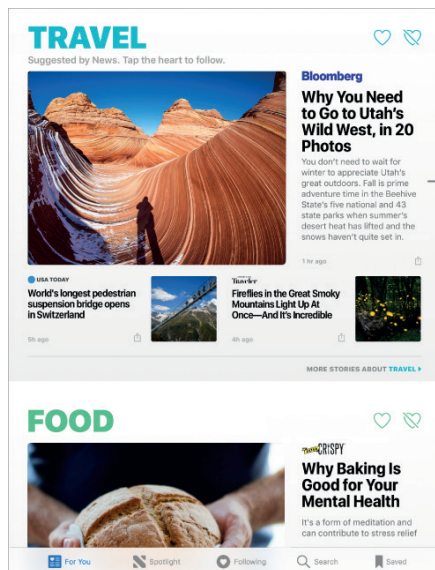 TRAVEL
Suggested by News. Tap the heart to follow.
Bloomberg
Why You Need
to Go to Utah's
Wild West, in 20
Photos
You don't need to wait for
winter to appreciate Utah's
great outdoors. Fall is prime
adventure time in the Beehive
State's five national and 43
state parks when summer's
desert heat has lifted and the
snows haven't quite set in.
1 hr ago
USA TODAY
World's longest pedestrian
suspension bridge opens
in Switzerland
5h ago
Traveler
Fireflies in the Great Smoky
Mountains Light Up At
Once—And It's Incredible
4h ago
MORE STORIES ABOUT TRAVEL
FOOD
CRISPY
Why Baking Is
Good for Your
Mental Health
It's a form of meditation and
can contribute to stress relief
For You
Spotlight
Following
Search
Saved